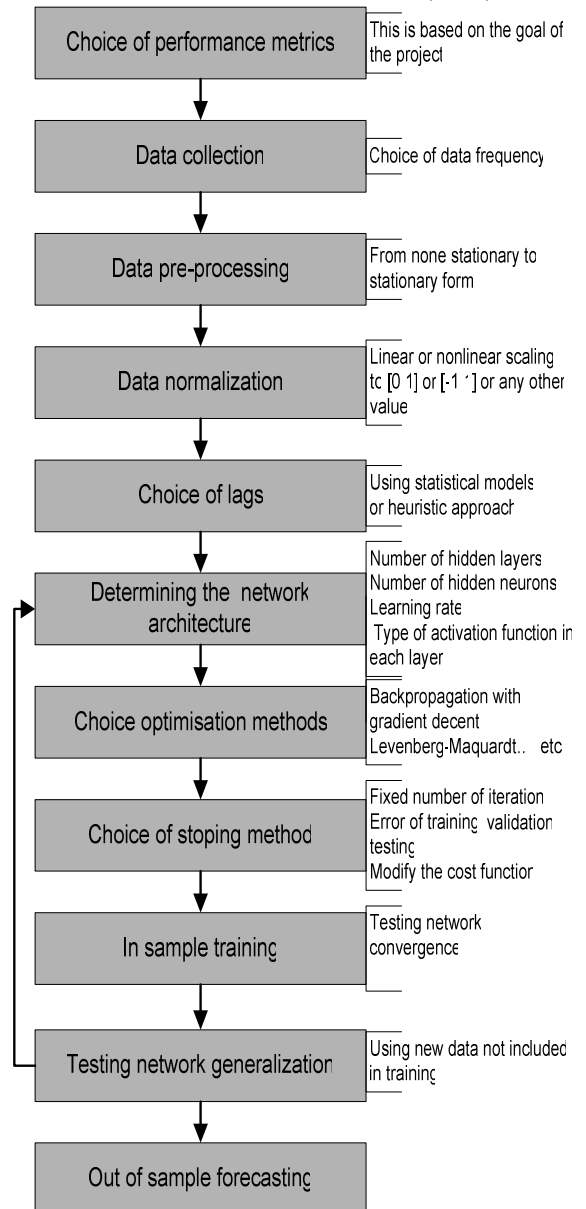 Choice of performance metrics
This is based on the goal of
the project
Data collection
Choice of data frequency
Data pre-processing
From none stationary to
stationary form
Data normalization
Linear or nonlinear scaling
to [0 1] or [-1 1] or any other
value
Choice of lags
Using statistical models
or heuristic approach
Determining the network
architecture
Number of hidden layers
Number of hidden neurons
Learning rate
Type of activation function in
each layer
Choice optimisation methods
Backpropagation with
gradient decent
Levenberg-Maquardt.. etc
Choice of stoping method
Fixed number of iteration
Error of training validation
testing
Modify the cost function
In sample training
Testing network
convergence
Testing network generalization
Using new data not included
in training
Out of sample forecasting